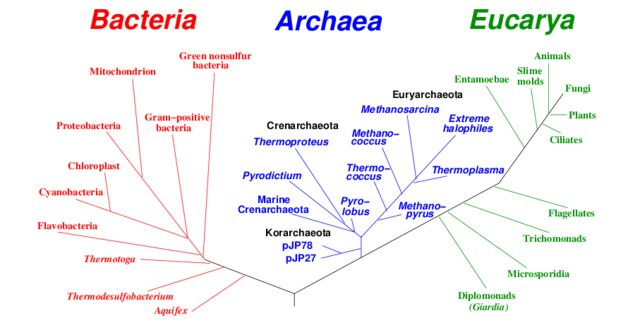 Bacteria
Archaea
Eucarya
Green nonsulfur
bacteria
Mitochondrion
Gram-positive
bacteria
Proteobacteria
Chloroplast
Cyanobacteria
Flavobacteria
Thermotoga
Thermodesulfobacterium
Aquifex
Euryarchaeota
Methanosarcina
Crenarchaeota
Thermoproteus
Methano-
coccus
Extreme
halophiles
Pyrodictium
Thermo-
coccus
Thermoplasma
Marine
Crenarchaeota
Pyro-
lobus
Methano-
pyrus
Korarchaeota
pJP78
pJP27
Animals
Entamoebae
Slime
molds
Fungi
Plants
Ciliates
Flagellates
Trichomonads
Microsporidia
Diplomonads
(Giardia)